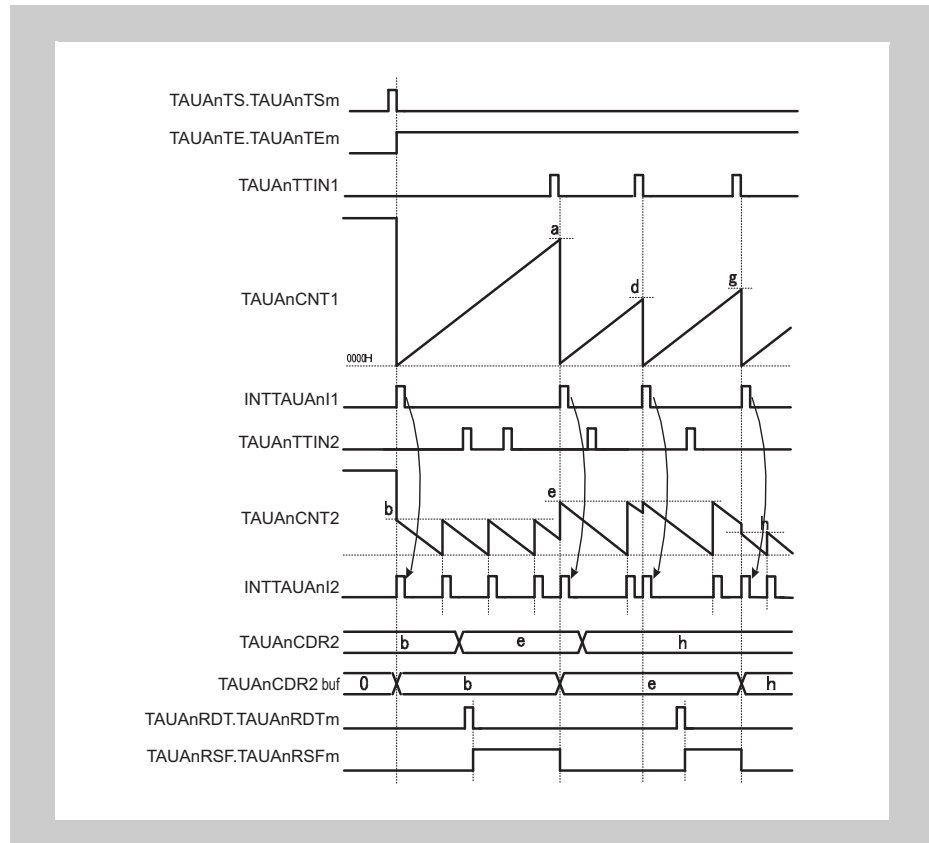 TAUAnTS.TAUAnTSm
TAUAnTE.TAUAnTEm
TAUAnTTIN1
a
d
g
TAUAnCNT1
0000H
INTTAUAnI1
TAUAnTTIN2
e
b
TAUAnCNT2
h
INTTAUAnI2
TAUAnCDR2
b e h
TAUAnCDR2 buf
0 b e h
TAUAnRDT.TAUAnRDTm
TAUAnRSF.TAUAnRSFm